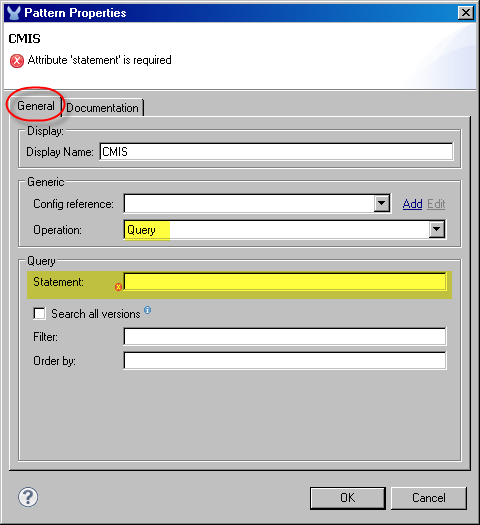 Pattern Properties
CMIS
Attribute 'statement' is required
General Documentation
Display:
Display Name: CMIS
Generic
Config reference: Add Edit
Operation: Query
Query
Statement:
Search all versions
Filter:
Order by:
OK Cancel